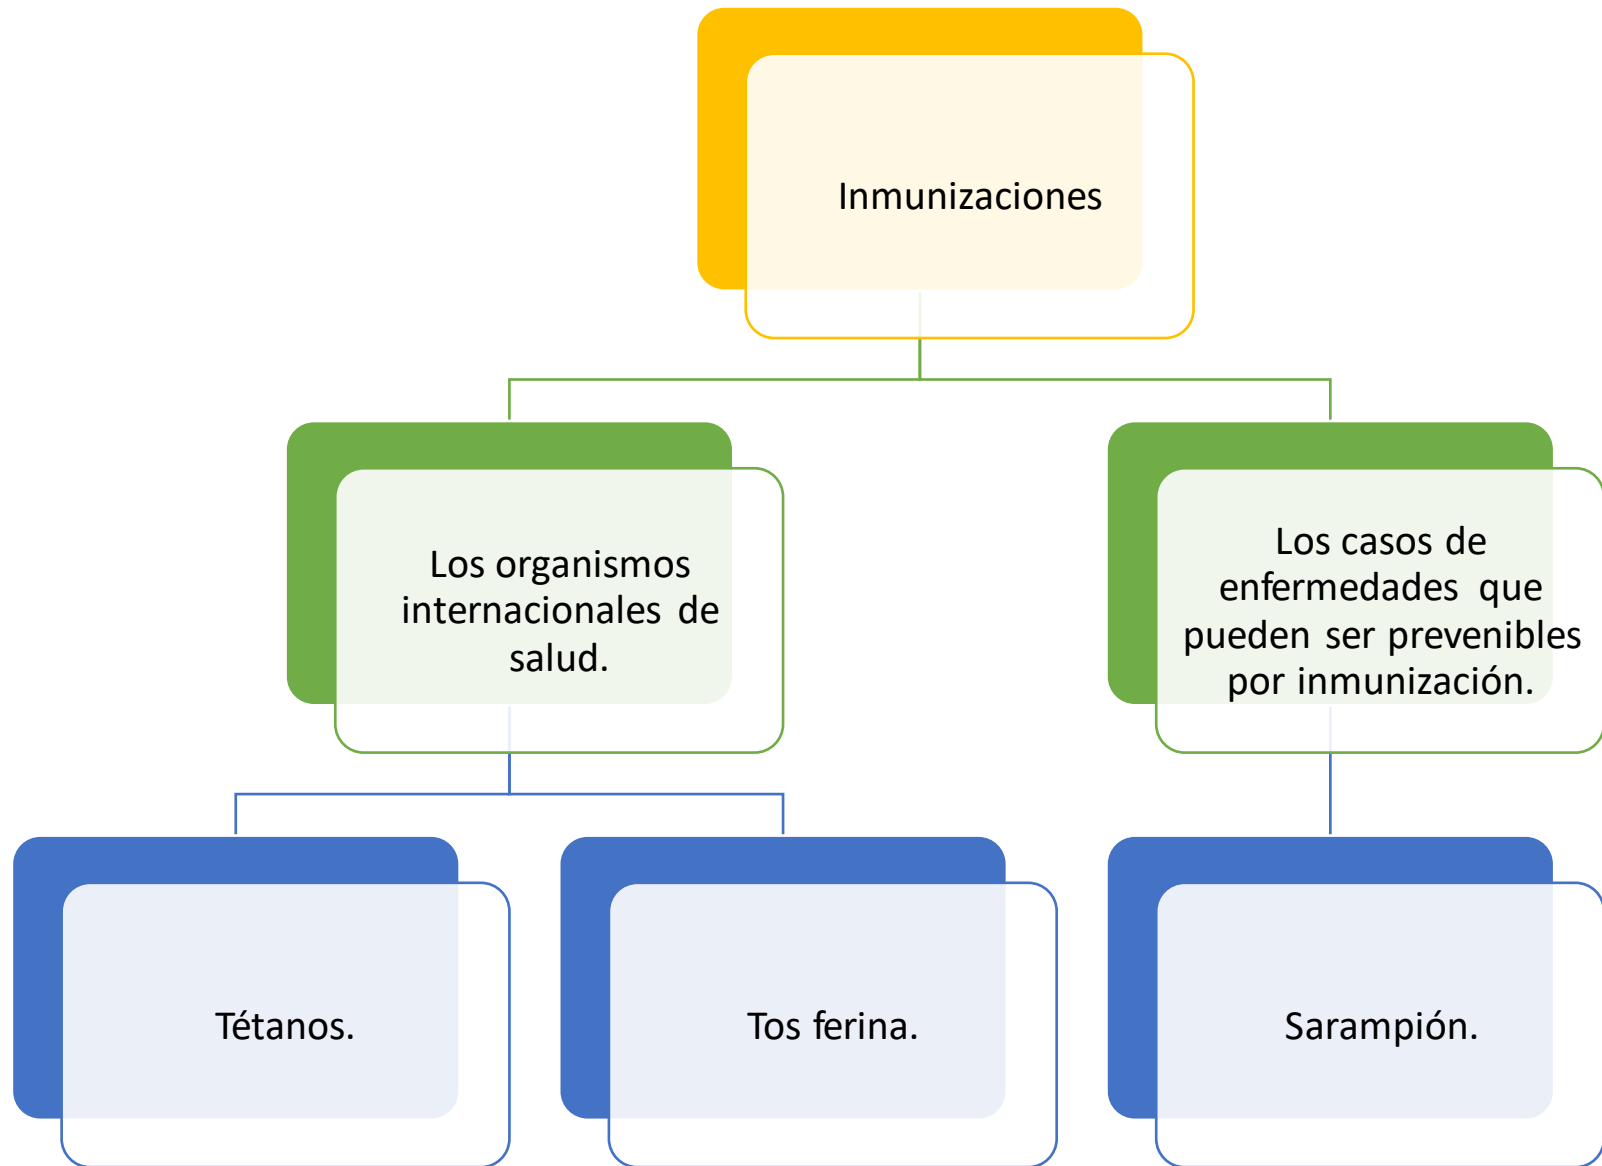 Inmunizaciones
Los organismos
internacionales de
salud.
Los casos de
enfermedades que
pueden ser prevenibles
por inmunización.
Tétanos.
Tos ferina.
Sarampión.